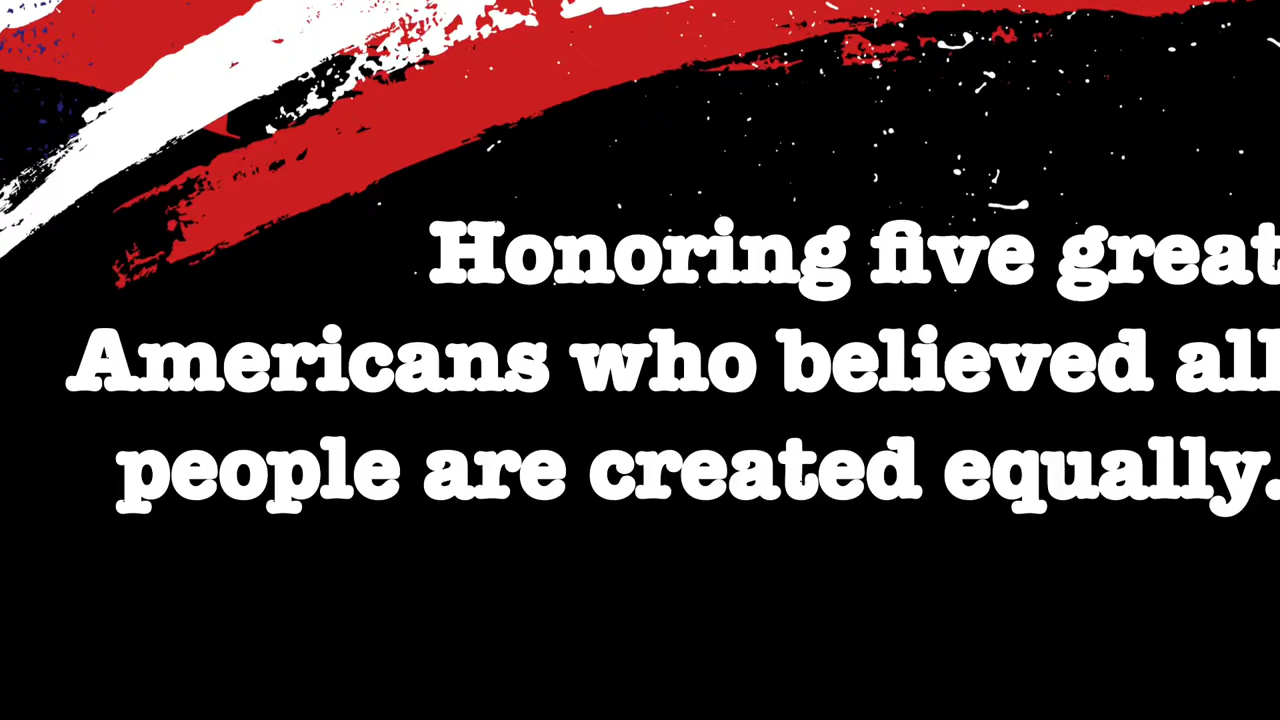 Honoring five great
Americans who believed all
people are created equally.